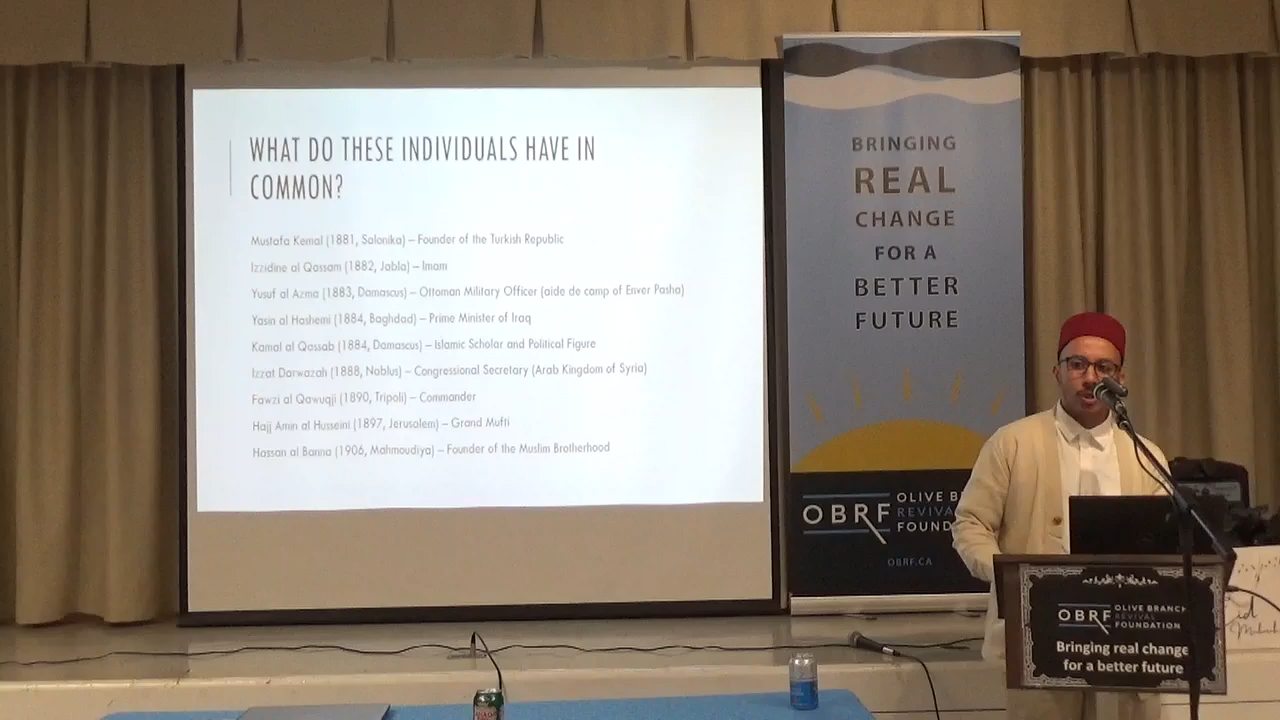 WHAT DO THESE INDIVIDUALS HAVE IN
COMMON?
Mustafa Kemal (1881, Salonika) – Founder of the Turkish Republic
Izzidine al Qassam (1882, Jabla) – Imam
Yusuf al Azma (1883, Damascus) – Ottoman Military Officer (aide de camp of Enver Pasha)
Yasin al Hashemi (1884, Baghdad) – Prime Minister of Iraq
Kamal al Qassab (1884, Damascus) – Islamic Scholar and Political Figure
Izzat Darwazah (1888, Nablus) – Congressional Secretary (Arab Kingdom of Syria)
Fawzi al Qawuqji (1890, Tripoli) – Commander
Hajj Amin al Husseini (1897, Jerusalem) – Grand Mufti
Hassan al Banna (1906, Mahmoudiya) – Founder of the Muslim Brotherhood
BRINGING
REAL
CHANGE
FOR A
BETTER
FUTURE
OBRF
OLIVE B
REVIVA
FOUND
OBRF.CA
OBRF
OLIVE BRANCH
REVIVAL
FOUNDATION
Bringing real change
for a better future